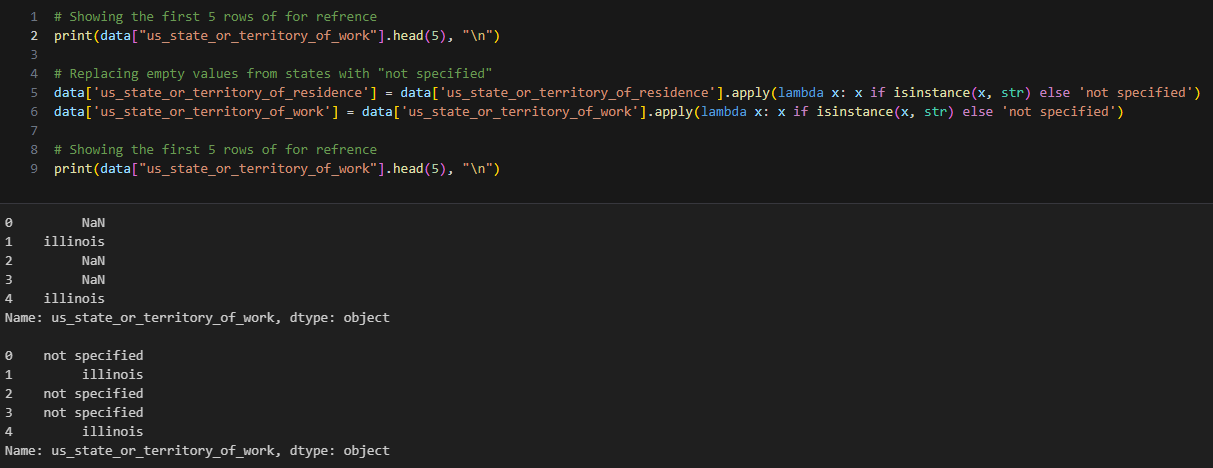 1 # Showing the first 5 rows of for refrence
2 print(data["us_state_or_territory_of_work"].head(5), "\n")
3
4 # Replacing empty values from states with "not specified"
5 data['us_state_or_territory_of_residence'] = data['us_state_or_territory_of_residence'].apply(lambda x: x if isinstance(x, str) else 'not specified')
6 data['us_state_or_territory_of_work'] = data['us_state_or_territory_of_work'].apply(lambda x: x if isinstance(x, str) else 'not specified')
7
8 # Showing the first 5 rows of for refrence
9 print(data["us_state_or_territory_of_work"].head(5), "\n")
0 NaN
1 illinois
2 NaN
3 NaN
4 illinois
Name: us_state_or_territory_of_work, dtype: object
0 not specified
1 illinois
2 not specified
3 not specified
4 illinois
Name: us_state_or_territory_of_work, dtype: object